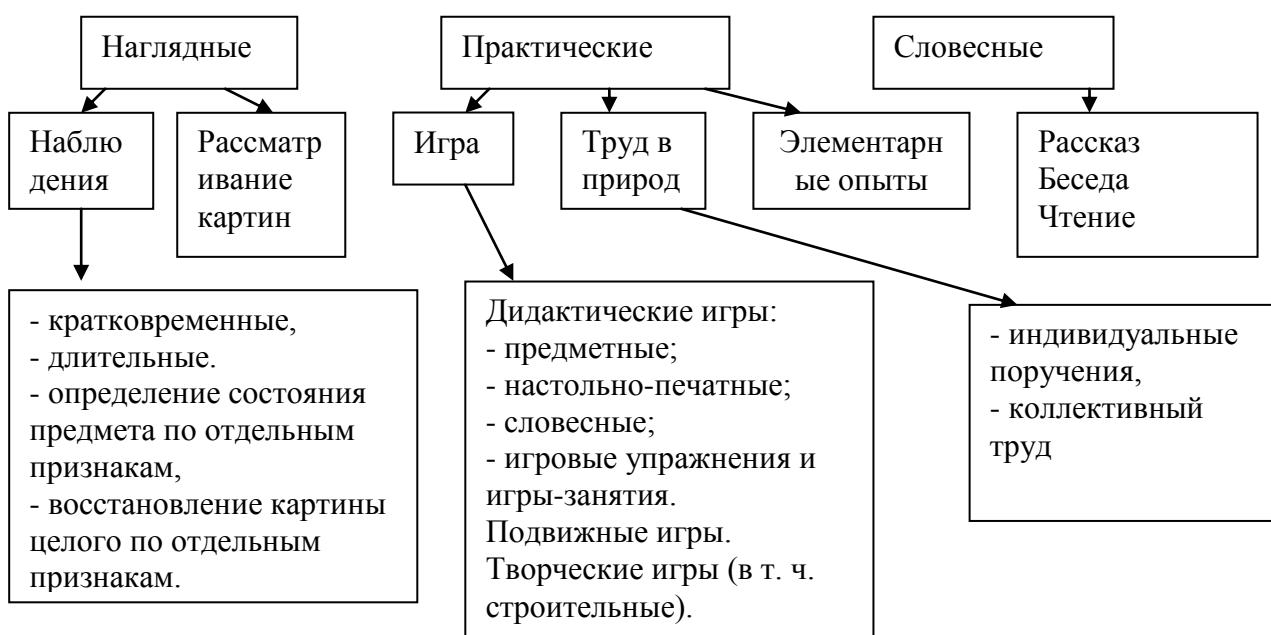 Наглядные
Практические
Словесные
Наблю
дения
Рассматр
ивание
картин
Игра
Труд в
природ
Элементарн
ые опыты
Рассказ
Беседа
Чтение
- кратковременные,
- длительные.
- определение состояния
предмета по отдельным
признакам,
- восстановление картины
целого по отдельным
признакам.
Дидактические игры:
- предметные;
- настольно-печатные;
- словесные;
- игровые упражнения и
игры-занятия.
Подвижные игры.
Творческие игры (в т. ч.
строительные).
- индивидуальные
поручения,
- коллективный
труд